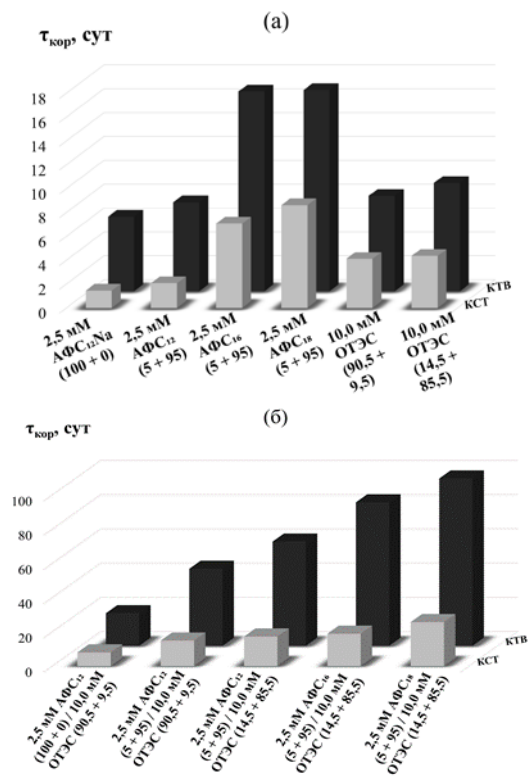 (а)
τкор, сут
18
16
14
12
10
8
6
4
2
0
КТВ
КСТ
2,5 мМ
АФС₁₂Na
(100 + 0)
2,5 мМ
АФС₁₂
(5 + 95)
2,5 мМ
АФС₁₆
(5 + 95)
2,5 мМ
АФС₁₈
(5 + 95)
10,0 мМ
ОТЭС
(90,5 +
9,5)
10,0 мМ
ОТЭС
(14,5 +
85,5)
(б)
τкор, сут
100
80
60
40
20
0
КТВ
КСТ
2,5 мМ АФС₁₂
(100 + 0) / 10,0 мМ
ОТЭС (90,5 + 9,5)
2,5 мМ АФС₁₂
(5 + 95) / 10,0 мМ
ОТЭС (90,5 + 9,5)
2,5 мМ АФС₁₂
(5 + 95) / 10,0 мМ
ОТЭС (14,5 + 85,5)
2,5 мМ АФС₁₆
(5 + 95) / 10,0 мМ
ОТЭС (14,5 + 85,5)
2,5 мМ АФС₁₈
(5 + 95) / 10,0 мМ
ОТЭС (14,5 + 85,5)